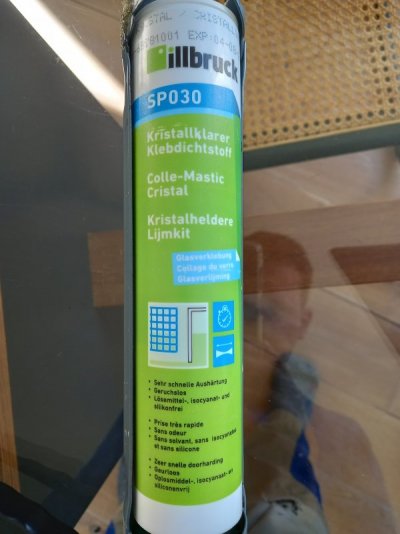 illbruck
SP030
Kristallklarer
Klebdichtstoff
Colle-Mastic
Cristal
Kristalheldere
Lijmkit
Glasverklebung
Collage du verre
Glasverlijming
• Sehr schnelle Aushärtung
• Geruchslos
• Lösemittel-, isocyanat- und
silikonfrei
• Prise très rapide
• Sans odeur
• Sans solvant, sans isocyanates
et sans silicone
• Zeer snelle doorharding
• Geurloos
• Oplosmiddel-, isocyanaat- en
siliconenvrij